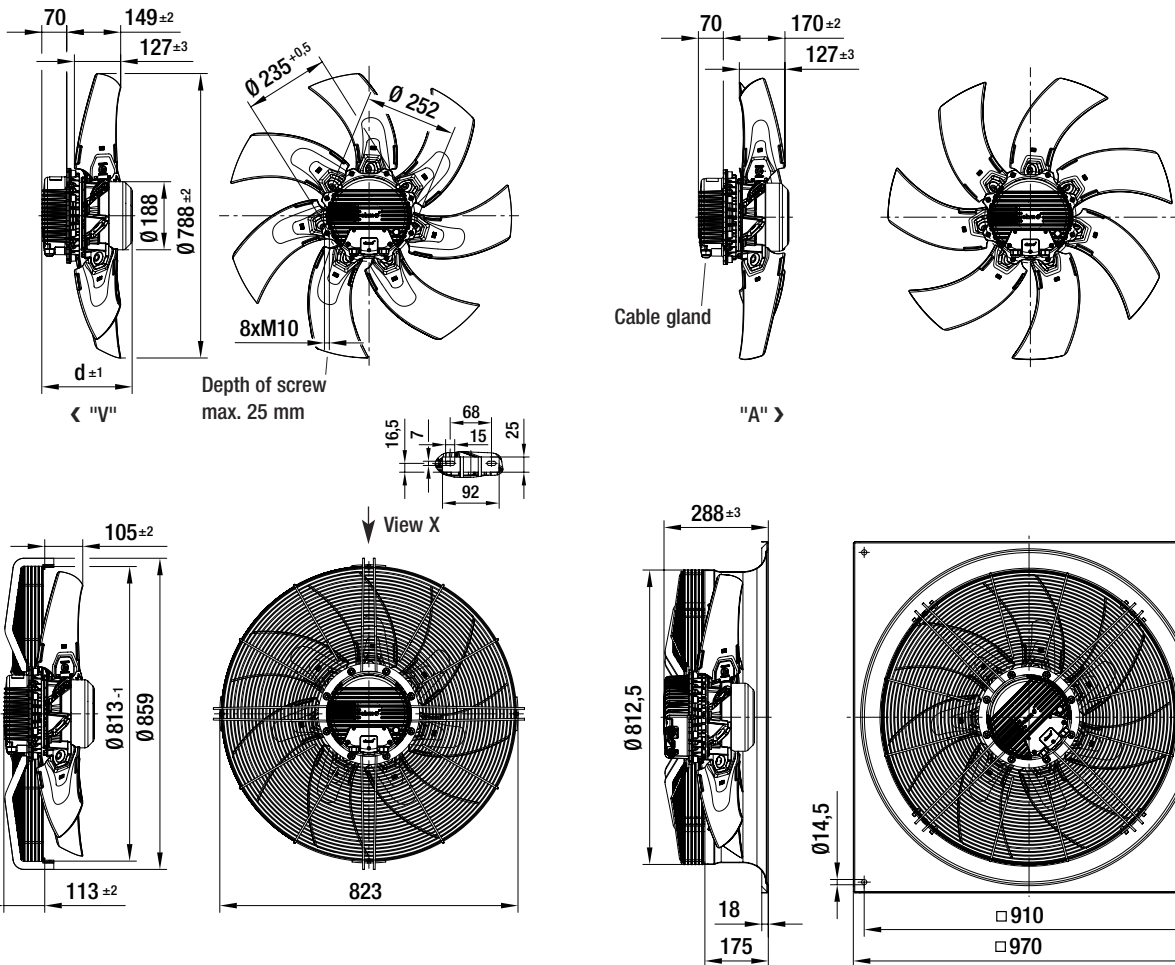 70
149±2
127±3
Ø 235 +0,5
Ø 252
Ø 188
Ø 788 ±2
d ±1
‹ "V"
8xM10
Depth of screw
max. 25 mm
70
170±2
127±3
Cable gland
"A" ›
16,5
7
68
15
25
92
View X
105±2
Ø 813 -1
Ø 859
113 ±2
823
288±3
Ø 812,5
18
175
Ø14,5
□ 910
□ 970